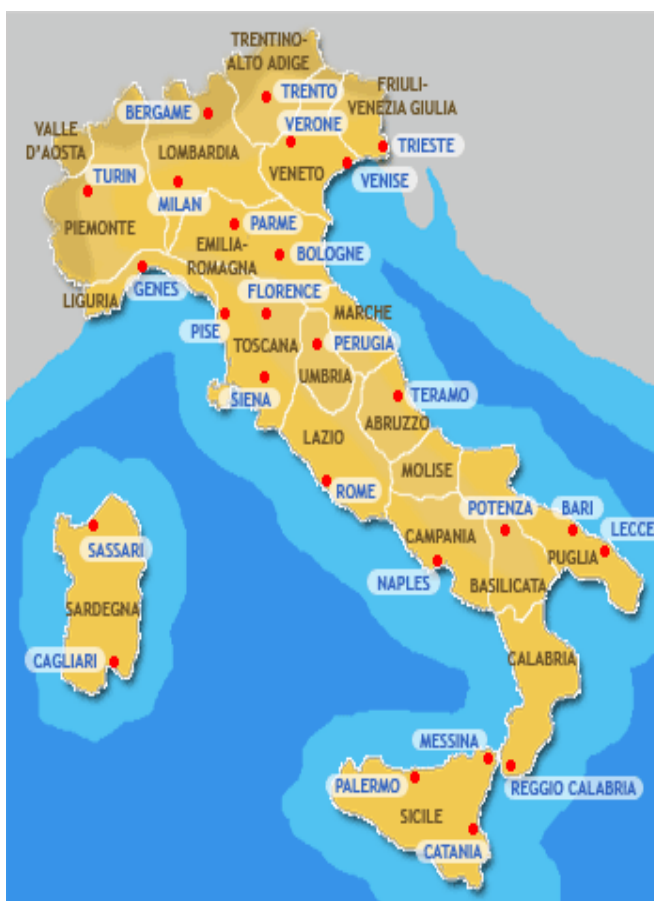 TRENTINO-
ALTO ADIGE
FRIULI-
VENEZIA GIULIA
TRENTO
BERGAME
VERONE
VALLE
D'AOSTA
LOMBARDIA
TRIESTE
TURIN
VENETO
VENISE
MILAN
PIEMONTE
PARME
EMILIA-
ROMAGNA
BOLOGNE
GENES
LIGURIA
FLORENCE
PISE
MARCHE
TOSCANA
PERUGIA
UMBRIA
SIENA
TERAMO
ABRUZZO
LAZIO
MOLISE
ROME
POTENZA
BARI
LECCE
CAMPANIA
SASSARI
PUGLIA
NAPLES
BASILICATA
SARDEGNA
CAGLIARI
CALABRIA
MESSINA
PALERMO
REGGIO CALABRIA
SICILE
CATANIA